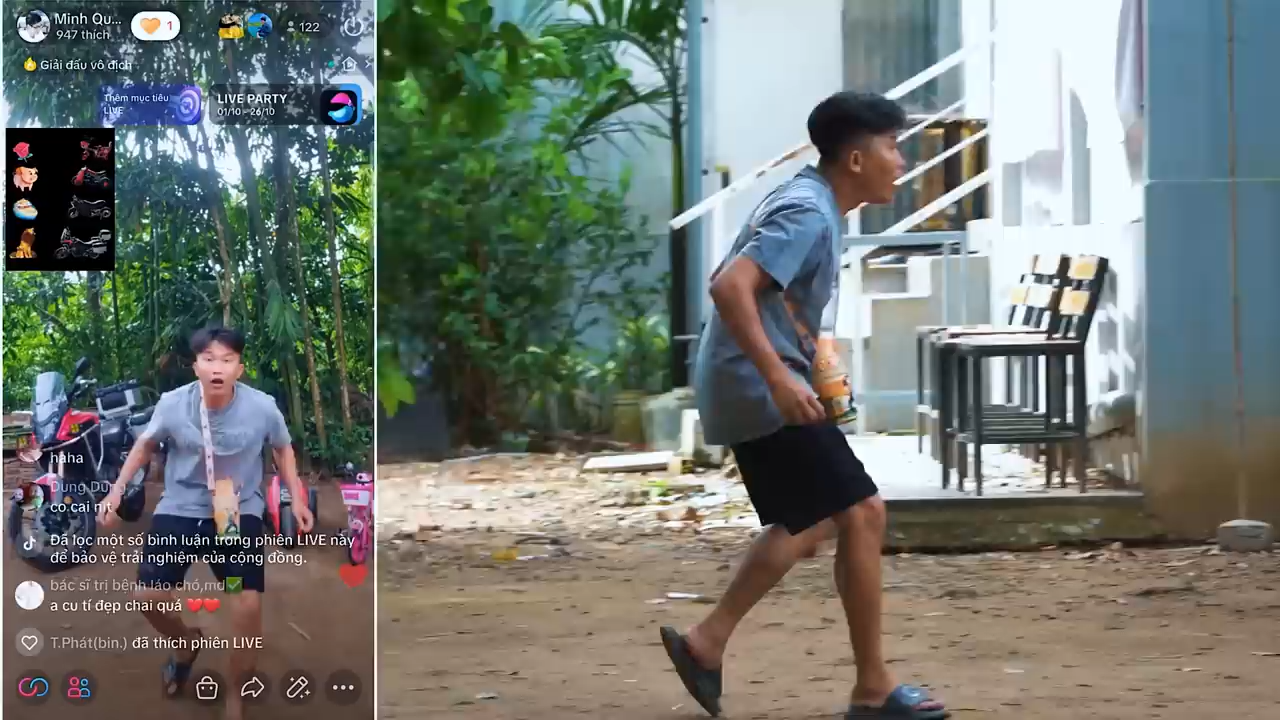 Minh Qu...
947 thích
1
122
Giải đấu vô địch
Thêm mục tiêu
LIVE
LIVE PARTY
01/10 - 26/10
haha
Dung Dũng
co cai nit
Đã lọc một số bình luận trong phiên LIVE này
để bảo vệ trải nghiệm của cộng đồng.
bác sĩ trị bệnh láo chó,md✅
a cu tí đẹp chai quá ❤️❤️
T.Phát(bin.) đã thích phiên LIVE